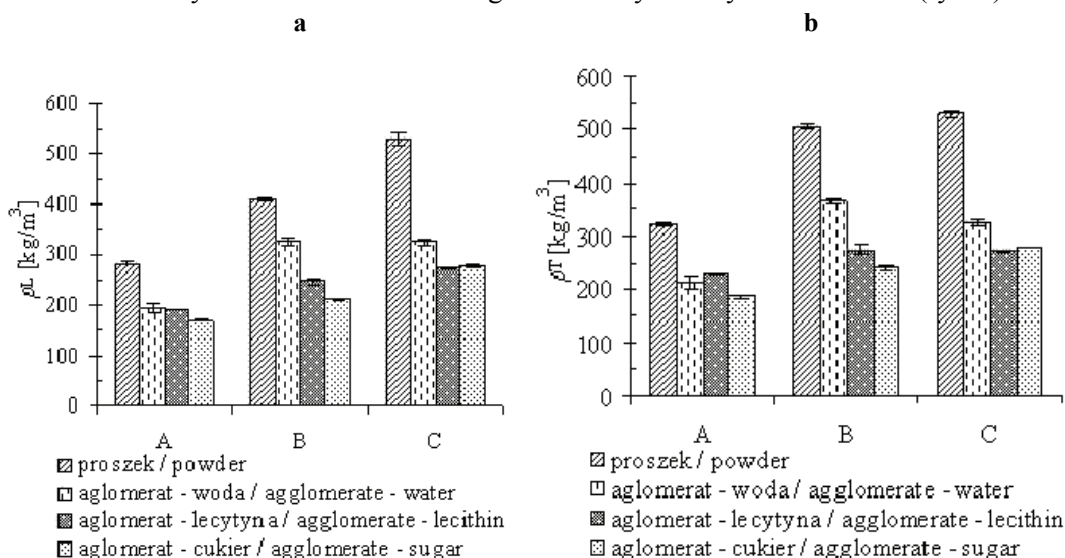 a
b
600
500
400
300
200
100
0
ρL [kg/m³]
A
B
C
proszek / powder
aglomerat - woda / agglomerate - water
aglomerat - lecytyna / agglomerate - lecithin
aglomerat - cukier / agglomerate - sugar
600
500
400
300
200
100
0
ρT [kg/m³]
A
B
C
proszek / powder
aglomerat - woda / agglomerate - water
aglomerat - lecytyna / agglomerate - lecithin
aglomerat - cukier / agglomerate - sugar